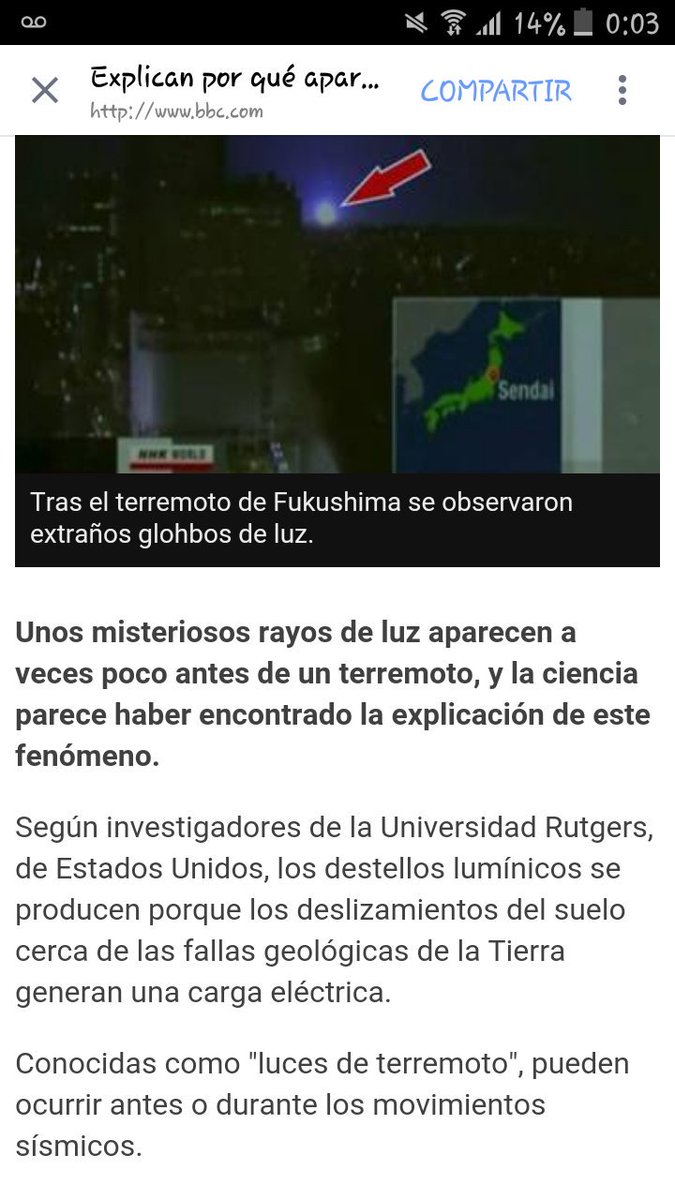 14% 0:03
Explican por qué apar... COMPARTIR
http://www.bbc.com
Sendai
NHK WORLD
Tras el terremoto de Fukushima se observaron
extraños glohbos de luz.
Unos misteriosos rayos de luz aparecen a
veces poco antes de un terremoto, y la ciencia
parece haber encontrado la explicación de este
fenómeno.
Según investigadores de la Universidad Rutgers,
de Estados Unidos, los destellos lumínicos se
producen porque los deslizamientos del suelo
cerca de las fallas geológicas de la Tierra
generan una carga eléctrica.
Conocidas como "luces de terremoto", pueden
ocurrir antes o durante los movimientos
sísmicos.